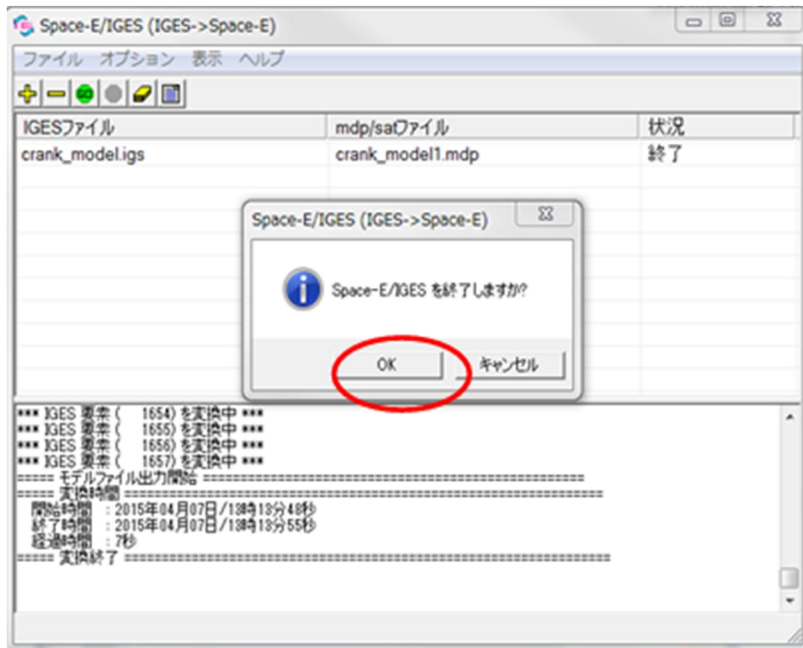 Space-E/IGES (IGES->Space-E)
ファイル オプション 表示 ヘルプ
GO
IGESファイル mdp/satファイル 状況
crank_model.igs crank_model1.mdp 終了
Space-E/IGES (IGES->Space-E)
Space-E/IGES を終了しますか?
OK キャンセル
*** IGES 要素( 1654)を変換中 ***
*** IGES 要素( 1655)を変換中 ***
*** IGES 要素( 1656)を変換中 ***
*** IGES 要素( 1657)を変換中 ***
===== モデルファイル出力開始 =============================================
===== 変換時間 =========================================================
開始時間 : 2015年04月07日/13時13分48秒
終了時間 : 2015年04月07日/13時13分55秒
経過時間 : 7秒
===== 変換終了 =========================================================